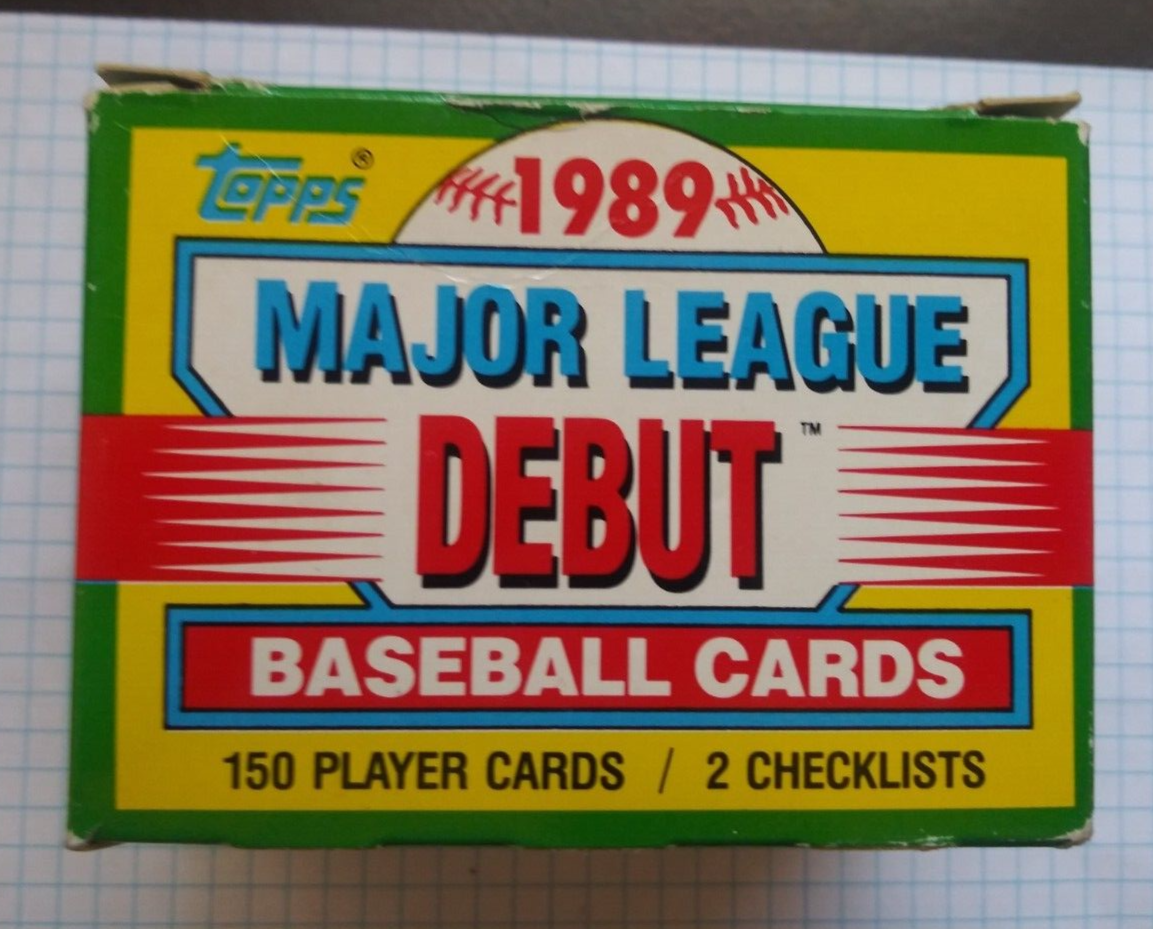 topps®
1989
MAJOR LEAGUE
DEBUT™
BASEBALL CARDS
150 PLAYER CARDS / 2 CHECKLISTS